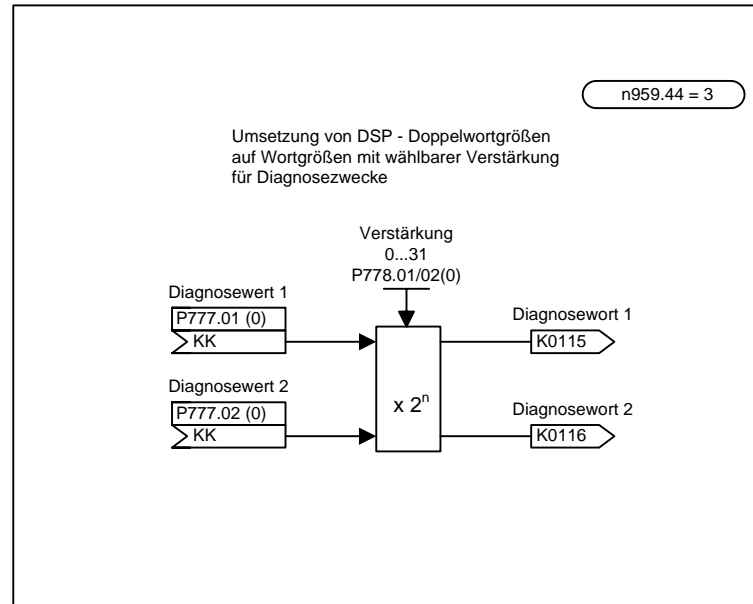 n959.44 = 3
Umsetzung von DSP - Doppelwortgrößen
auf Wortgrößen mit wählbarer Verstärkung
für Diagnosezwecke
Verstärkung
0...31
P778.01/02(0)
Diagnosewert 1
P777.01 (0)
KK
Diagnosewort 1
K0115
x 2ⁿ
Diagnosewert 2
P777.02 (0)
KK
Diagnosewort 2
K0116